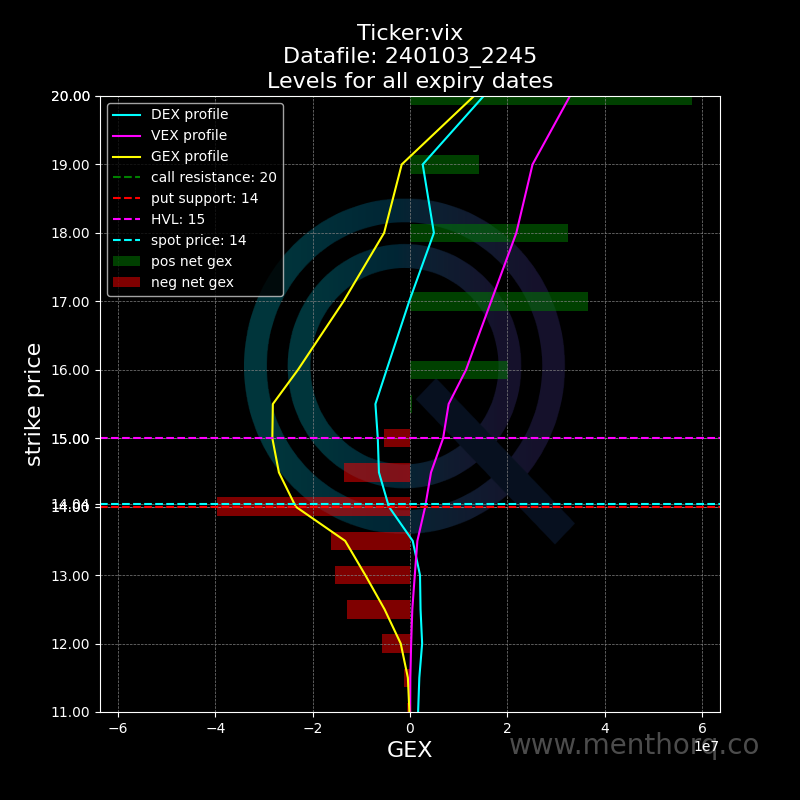 Ticker:vix
Datafile: 240103_2245
Levels for all expiry dates
DEX profile
VEX profile
GEX profile
call resistance: 20
put support: 14
HVL: 15
spot price: 14
pos net gex
neg net gex
strike price
20.00
19.00
18.00
17.00
16.00
15.00
14.04
14.00
13.00
12.00
11.00
−6
−4
−2
0
2
4
6
1e7
GEX
www.menthorq.co